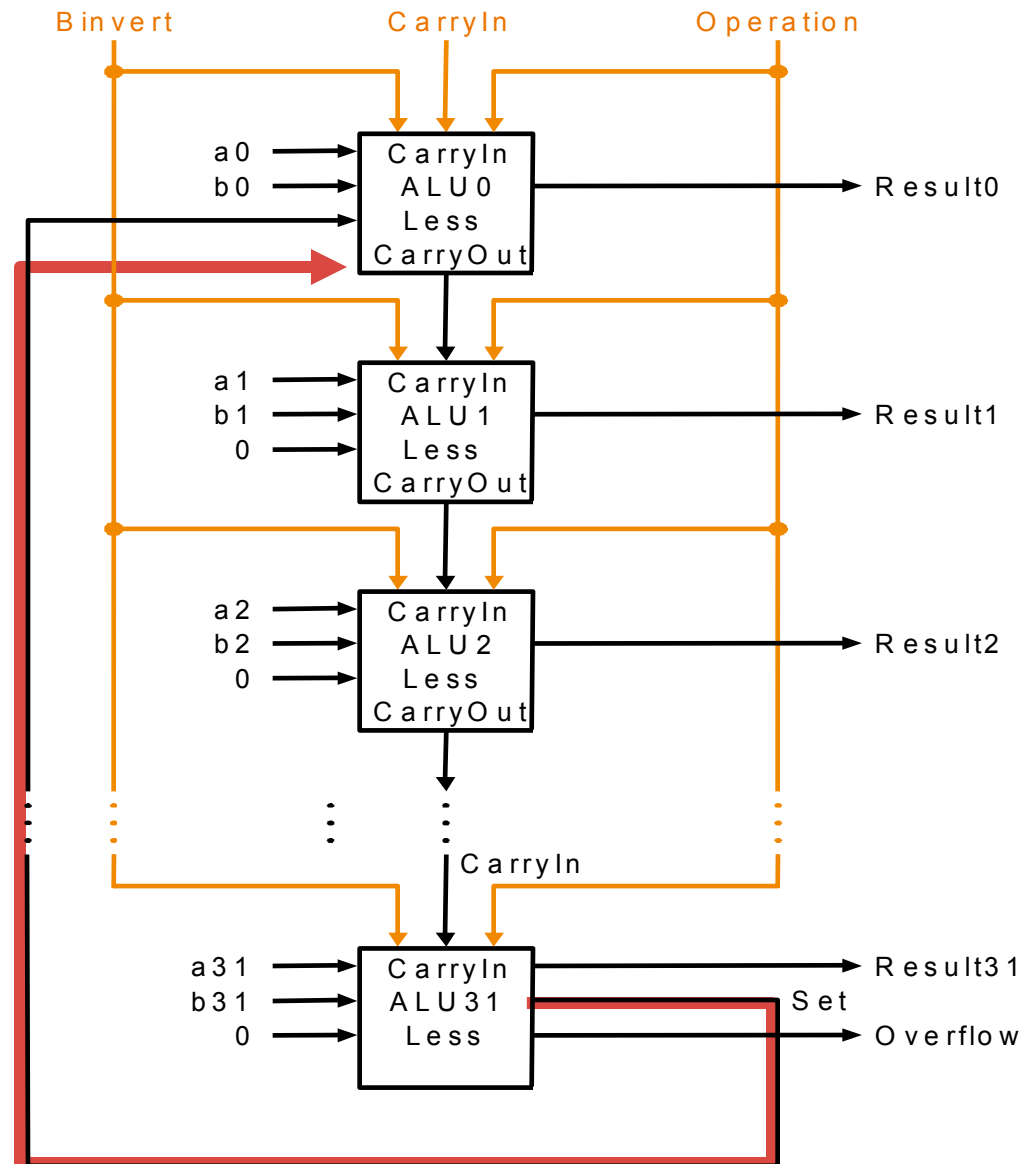 Binvert CarryIn Operation
a0 CarryIn
b0 ALU0 Result0
Less
CarryOut
a1 CarryIn
b1 ALU1 Result1
0 Less
CarryOut
a2 CarryIn
b2 ALU2 Result2
0 Less
CarryOut
CarryIn
a31 CarryIn Result31
b31 ALU31 Set
0 Less Overflow